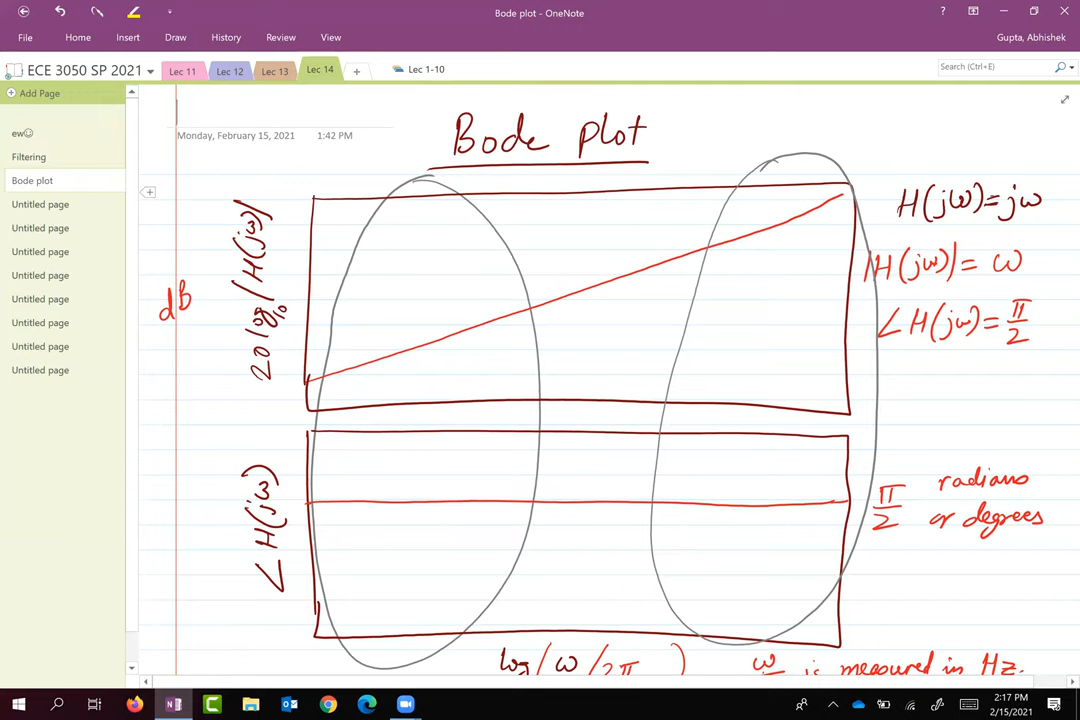 Bode plot - OneNote
?
File Home Insert Draw History Review View
Gupta, Abhishek
ECE 3050 SP 2021
Lec 11 Lec 12 Lec 13 Lec 14 + Lec 1-10
Search (Ctrl+E)
Add Page
ew☺
Filtering
Bode plot
Untitled page
Untitled page
Untitled page
Untitled page
Untitled page
Untitled page
Untitled page
Untitled page
Monday, February 15, 2021 1:42 PM
Bode plot
20 log₁₀ |H(jω)|
dB
H(jω) = jω
|H(jω)| = ω
∠H(jω) = π/2
∠H(jω)
π/2 radians
or degrees
log(ω/2π)
is measured in Hz.
2:17 PM
2/15/2021